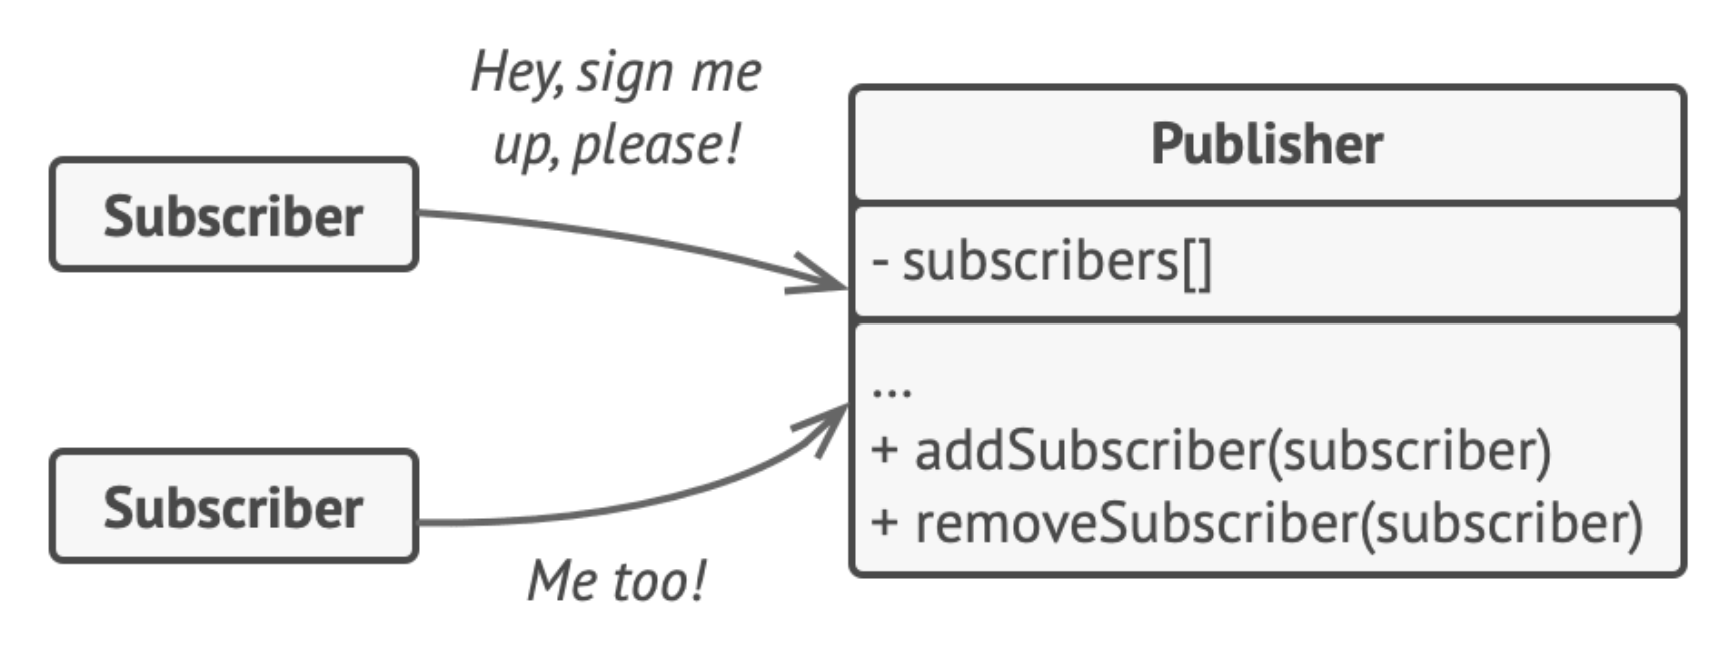 Hey, sign me
up, please!
Subscriber
Publisher
- subscribers[]
...
+ addSubscriber(subscriber)
+ removeSubscriber(subscriber)
Subscriber
Me too!